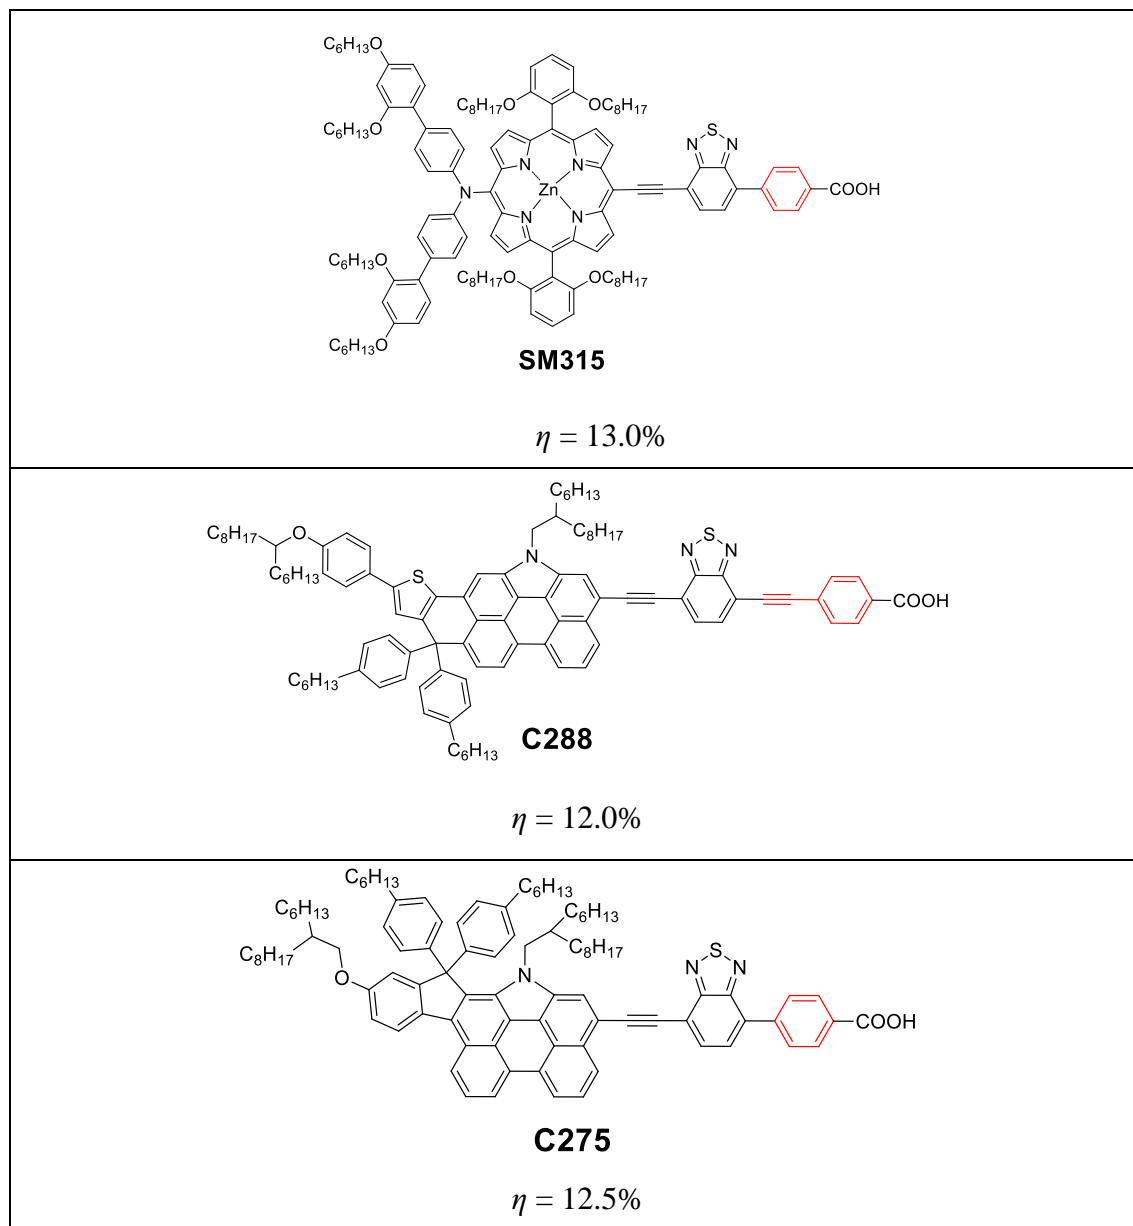 C6H13O
C8H17O OC8H17
C6H13O
S
N N
N N
Zn
N
COOH
N N
C6H13O
C8H17O OC8H17
C6H13O
SM315
η = 13.0%
C6H13
C8H17 O
C8H17
C6H13
S
N N
N
S
COOH
C6H13
C6H13
C288
η = 12.0%
C6H13
C6H13
C6H13
C6H13
C8H17
C8H17
S
N N
O
N
COOH
C275
η = 12.5%